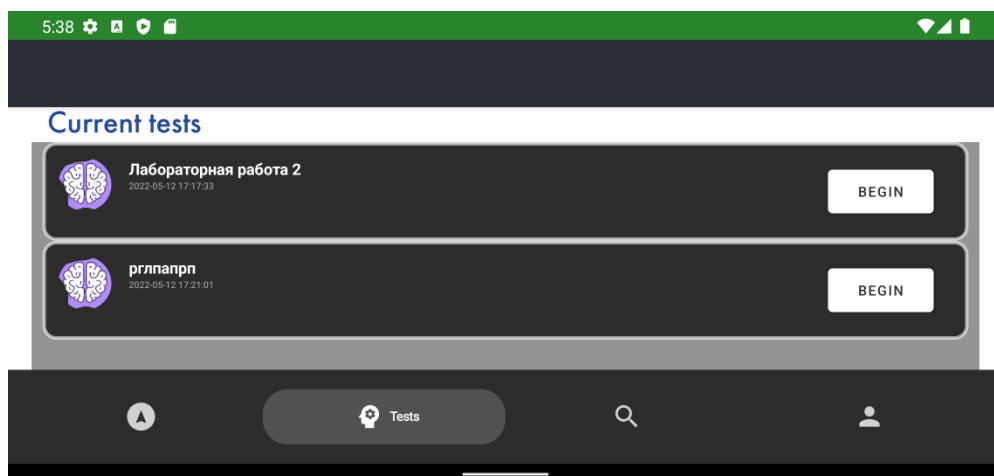 5:38
Current tests
Лабораторная работа 2
2022-05-12 17:17:33
BEGIN
рглпапрп
2022-05-12 17:21:01
BEGIN
Tests